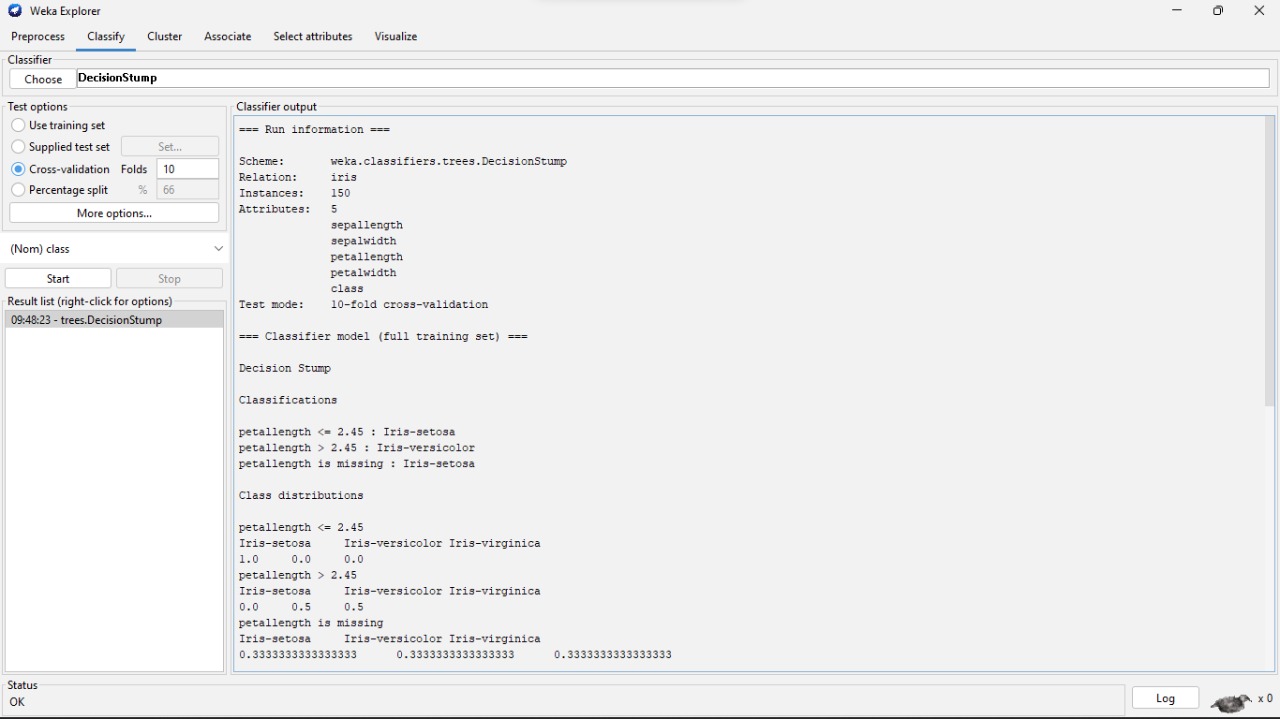 Weka Explorer
Preprocess Classify Cluster Associate Select attributes Visualize
Classifier
Choose DecisionStump
Test options
Use training set
Supplied test set Set...
Cross-validation Folds 10
Percentage split % 66
More options...
(Nom) class
Start Stop
Result list (right-click for options)
09:48:23 - trees.DecisionStump
Classifier output
=== Run information ===
Scheme: weka.classifiers.trees.DecisionStump
Relation: iris
Instances: 150
Attributes: 5
sepallength
sepalwidth
petallength
petalwidth
class
Test mode: 10-fold cross-validation
=== Classifier model (full training set) ===
Decision Stump
Classifications
petallength <= 2.45 : Iris-setosa
petallength > 2.45 : Iris-versicolor
petallength is missing : Iris-setosa
Class distributions
petallength <= 2.45
Iris-setosa Iris-versicolor Iris-virginica
1.0 0.0 0.0
petallength > 2.45
Iris-setosa Iris-versicolor Iris-virginica
0.0 0.5 0.5
petallength is missing
Iris-setosa Iris-versicolor Iris-virginica
0.3333333333333333 0.3333333333333333 0.3333333333333333
Status
OK
Log x 0